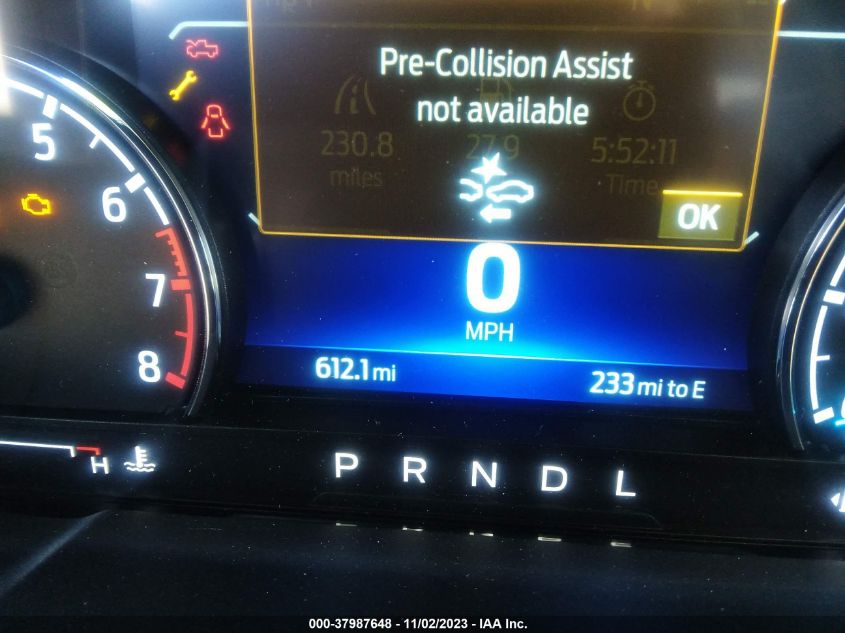 Pre-Collision Assist
not available
230.8
27.9
5:52:11
miles
Time
OK
5
6
7
8
0
MPH
612.1 mi
233 mi to E
H
P R N D L
000-37987648 - 11/02/2023 - IAA Inc.